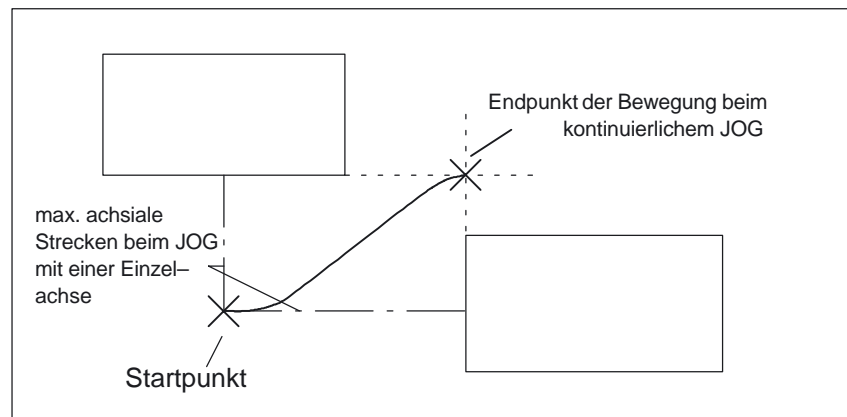 Endpunkt der Bewegung beim
kontinuierlichem JOG
max. achsiale
Strecken beim JOG
mit einer Einzel–
achse
Startpunkt